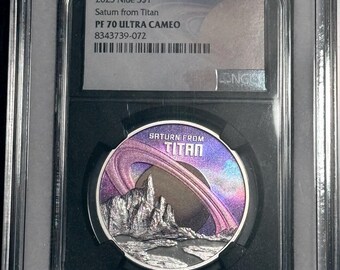 2023 Niue S$1
Saturn from Titan
PF 70 ULTRA CAMEO
8343739-072
NGC
SATURN FROM
TITAN